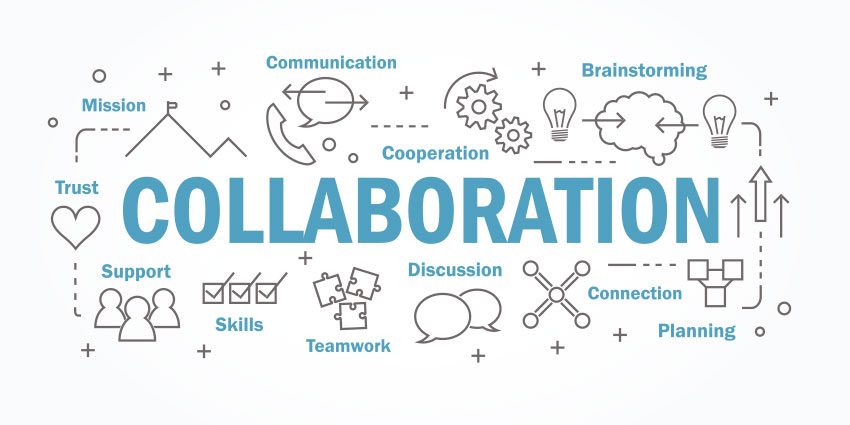 Communication
Brainstorming
Mission
Cooperation
Trust
COLLABORATION
Support
Discussion
Connection
Skills
Planning
Teamwork